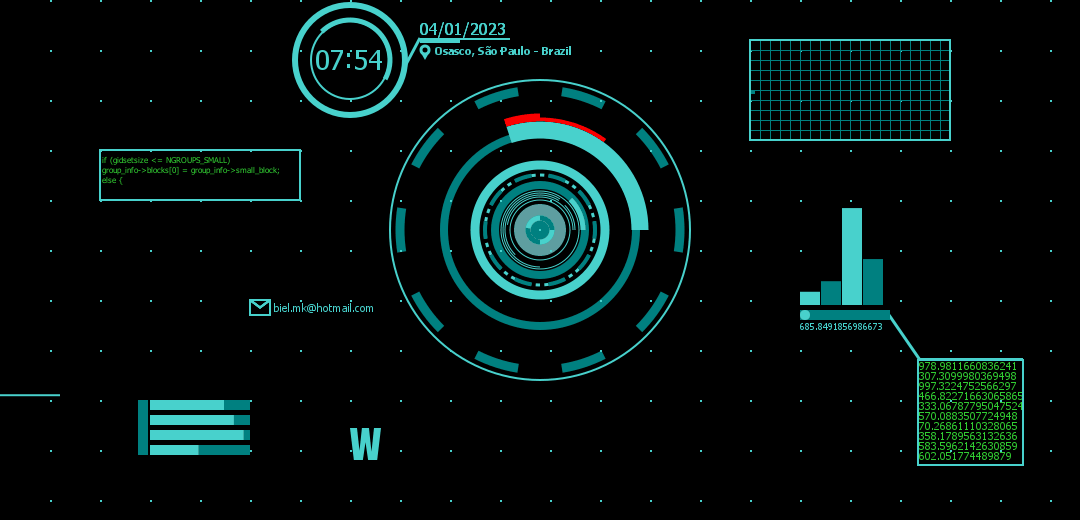 04/01/2023
07:54
Osasco, São Paulo - Brazil
if (gidsetsize <= NGROUPS_SMALL)
group_info->blocks[0] = group_info->small_block;
else {
biel.mk@hotmail.com
685.8491856986673
978.9811660836241
307.3099980369498
997.3224752566297
466.82271663065865
333.06787795047524
570.0883507724948
70.26861110328065
358.1789563132636
583.5962142630859
602.051774489879
W